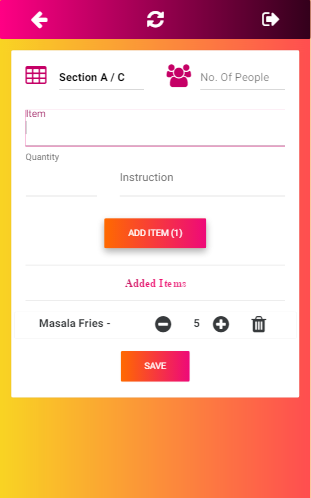 Section A / C
No. Of People
Item
Quantity
Instruction
ADD ITEM (1)
Added Items
Masala Fries - 5
SAVE